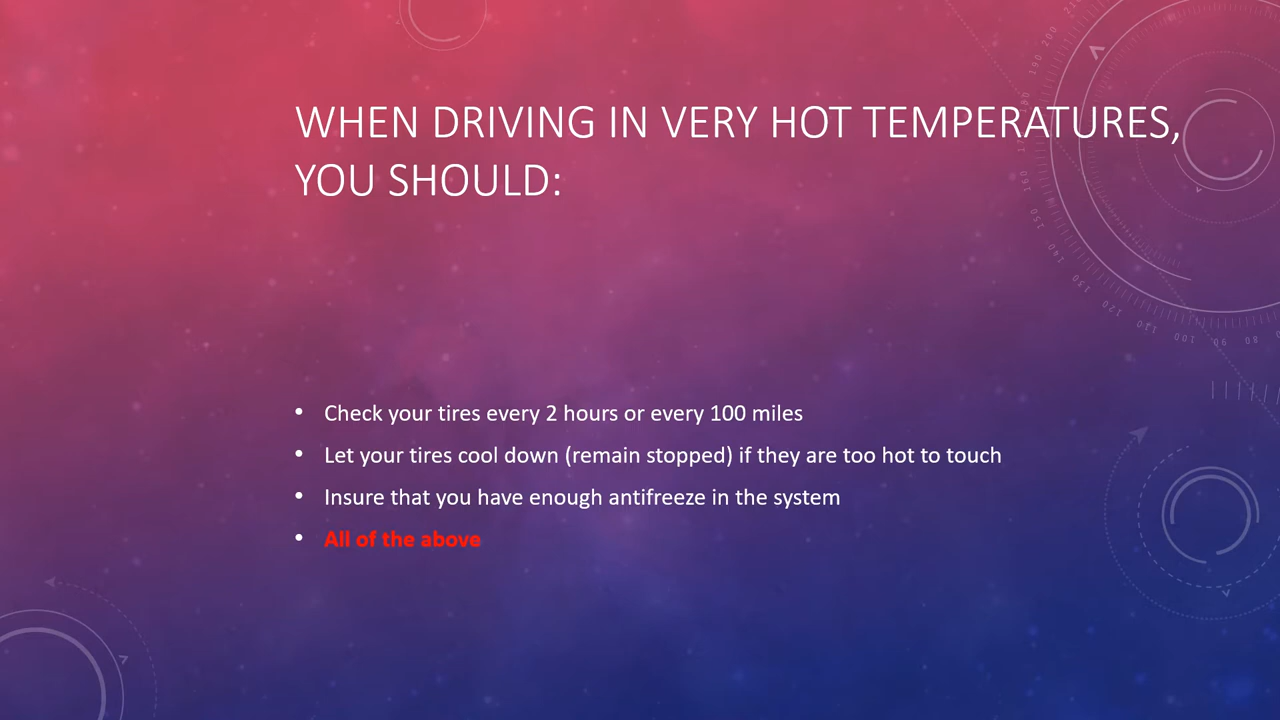 WHEN DRIVING IN VERY HOT TEMPERATURES,
YOU SHOULD:
• Check your tires every 2 hours or every 100 miles
• Let your tires cool down (remain stopped) if they are too hot to touch
• Insure that you have enough antifreeze in the system
• All of the above